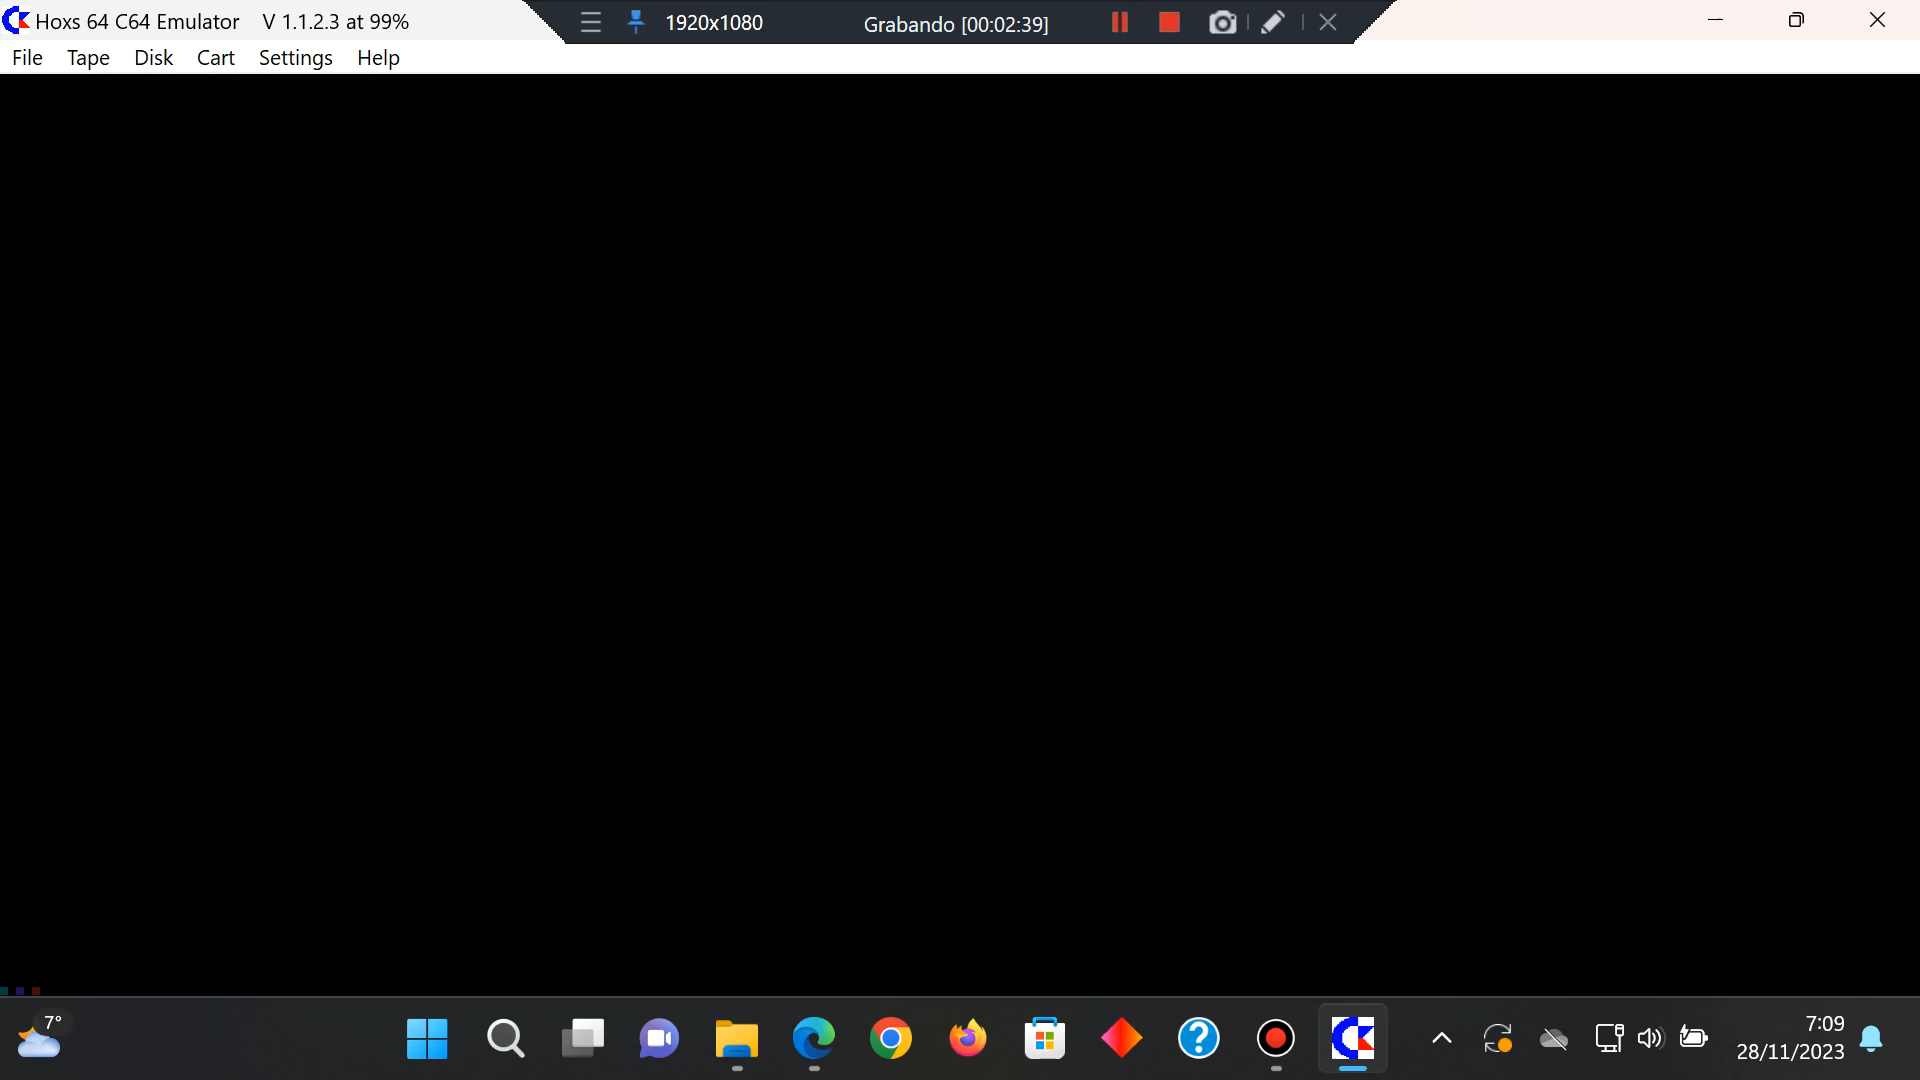 Hoxs 64 C64 Emulator V 1.1.2.3 at 99%
1920x1080
Grabando [00:02:39]
File Tape Disk Cart Settings Help
7°
7:09
28/11/2023